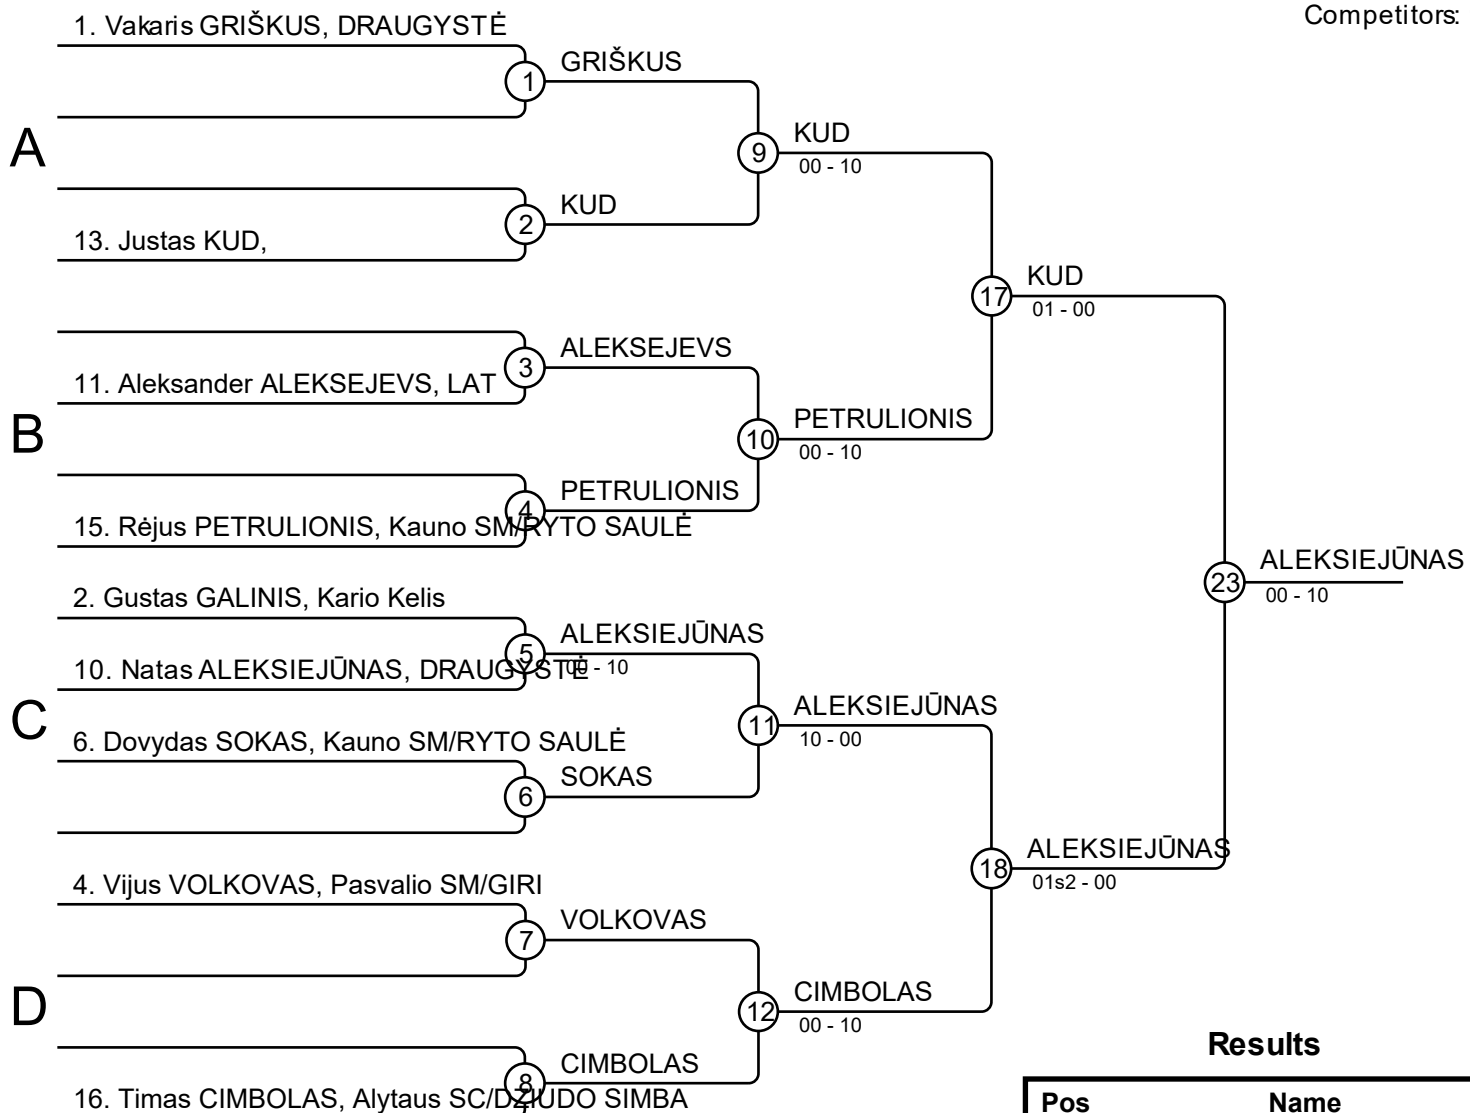 Competitors:
1. Vakaris GRIŠKUS, DRAUGYSTĖ
GRIŠKUS
1
A
KUD
9
00 - 10
KUD
2
13. Justas KUD,
KUD
17
01 - 00
ALEKSEJEVS
3
11. Aleksander ALEKSEJEVS, LAT
B
PETRULIONIS
10
00 - 10
PETRULIONIS
4
15. Rėjus PETRULIONIS, Kauno SM/RYTO SAULĖ
ALEKSIEJŪNAS
23
00 - 10
2. Gustas GALINIS, Kario Kelis
ALEKSIEJŪNAS
5
00 - 10
10. Natas ALEKSIEJŪNAS, DRAUGYSTĖ
C
ALEKSIEJŪNAS
11
10 - 00
6. Dovydas SOKAS, Kauno SM/RYTO SAULĖ
SOKAS
6
ALEKSIEJŪNAS
18
01s2 - 00
4. Vijus VOLKOVAS, Pasvalio SM/GIRI
VOLKOVAS
7
D
CIMBOLAS
12
00 - 10
CIMBOLAS
8
16. Timas CIMBOLAS, Alytaus SC/DZIUDO SIMBA
Results
Pos Name